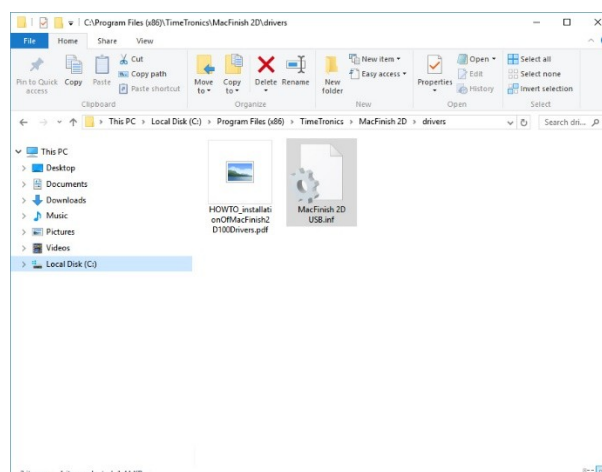 C:\Program Files (x86)\TimeTronics\MacFinish 2D\drivers
File Home Share View
Pin to Quick access
Copy
Paste
Cut
Copy path
Paste shortcut
Clipboard
Move to
Copy to
Delete
Rename
Organize
New folder
New item
Easy access
New
Properties
Open
Edit
History
Open
Select all
Select none
Invert selection
Select
This PC > Local Disk (C:) > Program Files (x86) > TimeTronics > MacFinish 2D > drivers
Search dri...
This PC
Desktop
Documents
Downloads
Music
Pictures
Videos
Local Disk (C:)
HOWTO_installati
onOfMacFinish2
D100Drivers.pdf
MacFinish 2D
USB.inf